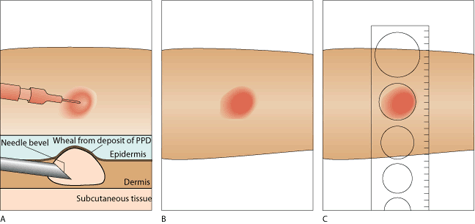 Needle bevel
Wheal from deposit of PPD
Epidermis
Dermis
Subcutaneous tissue
A
B
C